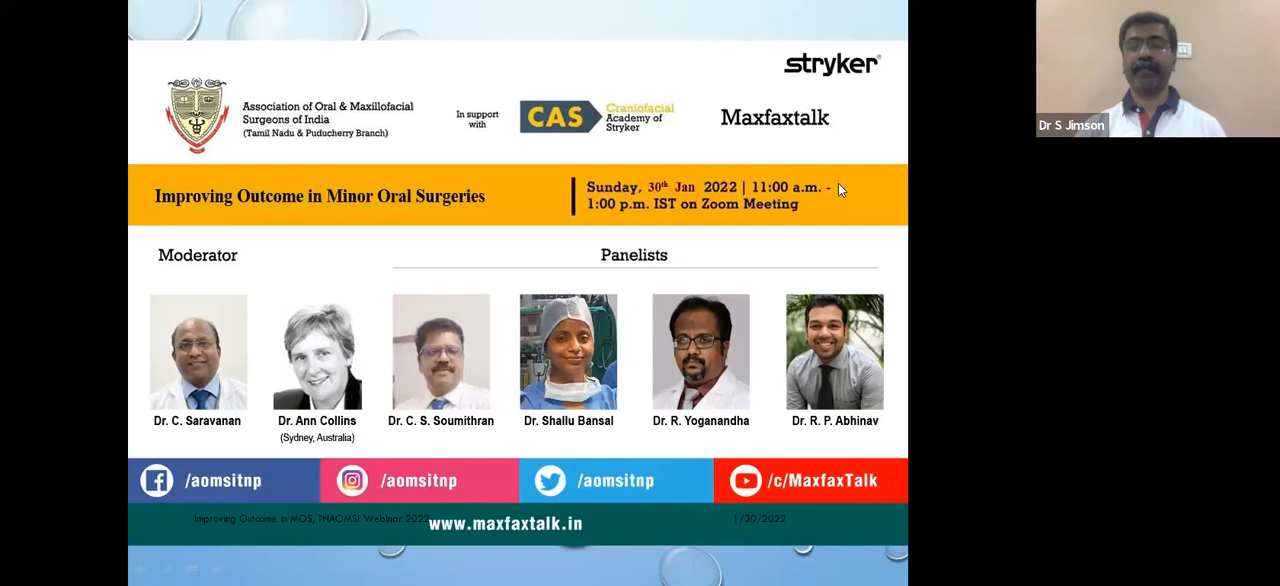 stryker®
Association of Oral & Maxillofacial
Surgeons of India
(Tamil Nadu & Puducherry Branch)
In support
with
CAS
Craniofacial
Academy of
Stryker
Maxfaxtalk
Dr S Jimson
Improving Outcome in Minor Oral Surgeries
Sunday, 30th Jan 2022 | 11:00 a.m. -
1:00 p.m. IST on Zoom Meeting
Moderator
Panelists
Dr. C. Saravanan
Dr. Ann Collins
(Sydney, Australia)
Dr. C. S. Soumithran
Dr. Shallu Bansal
Dr. R. Yoganandha
Dr. R. P. Abhinav
/aomsitnp
/aomsitnp
/aomsitnp
/c/MaxfaxTalk
Improving Outcome in MOS, TNAOMSI Webinar 2022
www.maxfaxtalk.in
1/30/2022